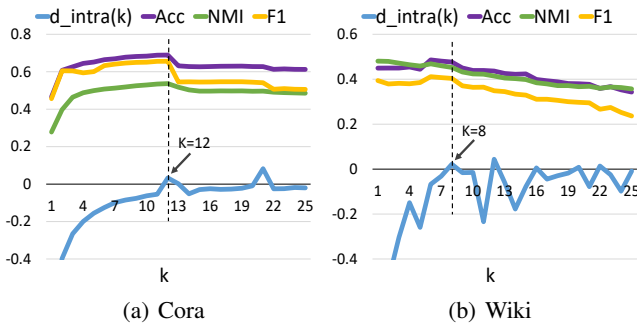 d_intra(k) Acc NMI F1
0.8
0.6
0.4
0.2
0
-0.2
-0.4
K=12
1 4 7 10 13 16 19 22 25
k
(a) Cora
d_intra(k) Acc NMI F1
0.6
0.4
0.2
0
-0.2
-0.4
K=8
1 4 7 10 13 16 19 22 25
k
(b) Wiki